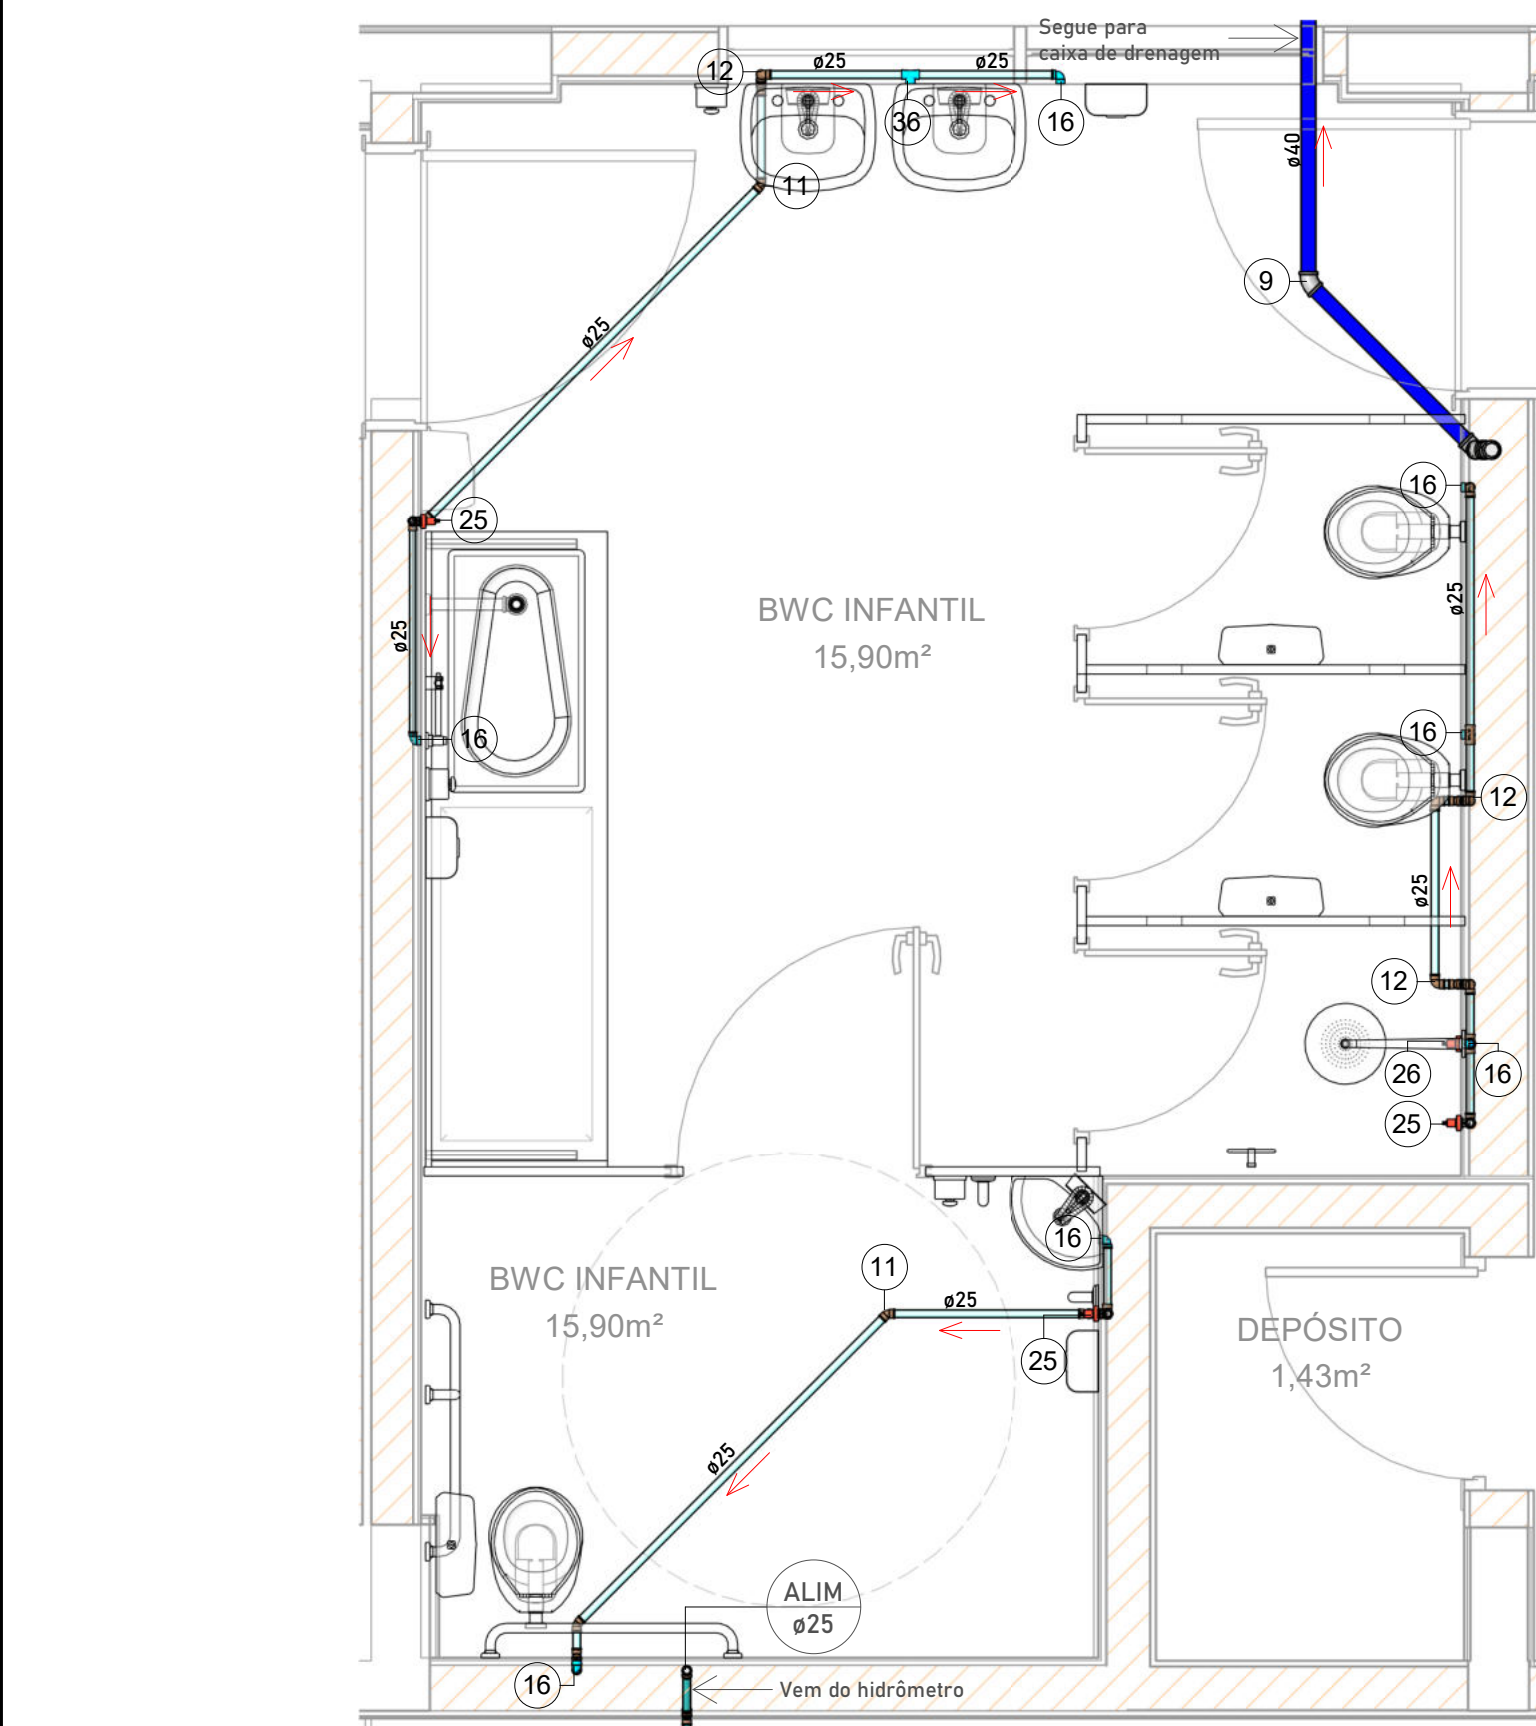 Segue para
caixa de drenagem
12
ø25
ø25
36
16
11
ø40
9
ø25
25
16
ø25
BWC INFANTIL
15,90m²
ø25
16
16
12
ø25
12
26
16
25
16
11
BWC INFANTIL
15,90m²
ø25
25
DEPÓSITO
1,43m²
ø25
ALIM
ø25
16
Vem do hidrômetro